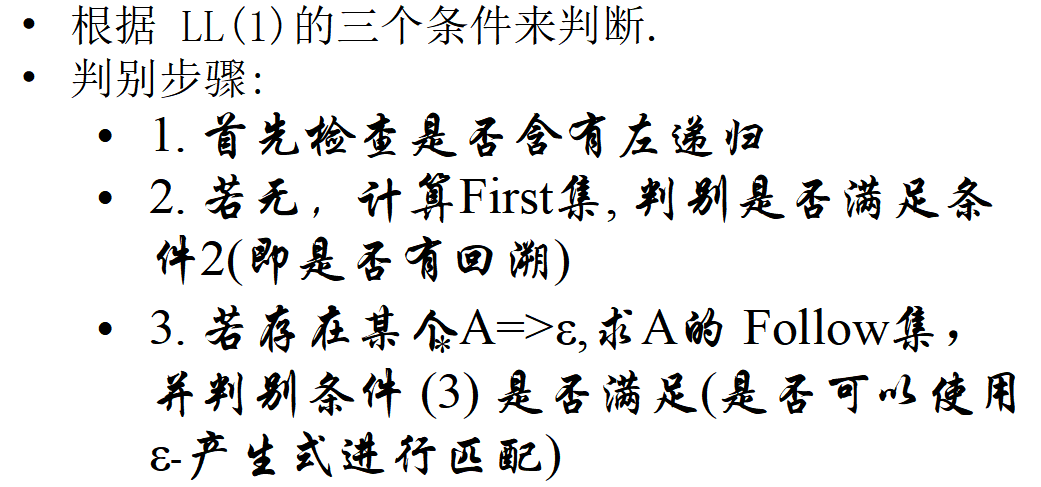 • 根据 LL(1)的三个条件来判断.
• 判别步骤:
• 1. 首先检查是否含有左递归
• 2. 若无，计算First集, 判别是否满足条
件2(即是否有回溯)
• 3. 若存在某个A=>ε,求A的 Follow集，
*
并判别条件 (3) 是否满足(是否可以使用
ε-产生式进行匹配)